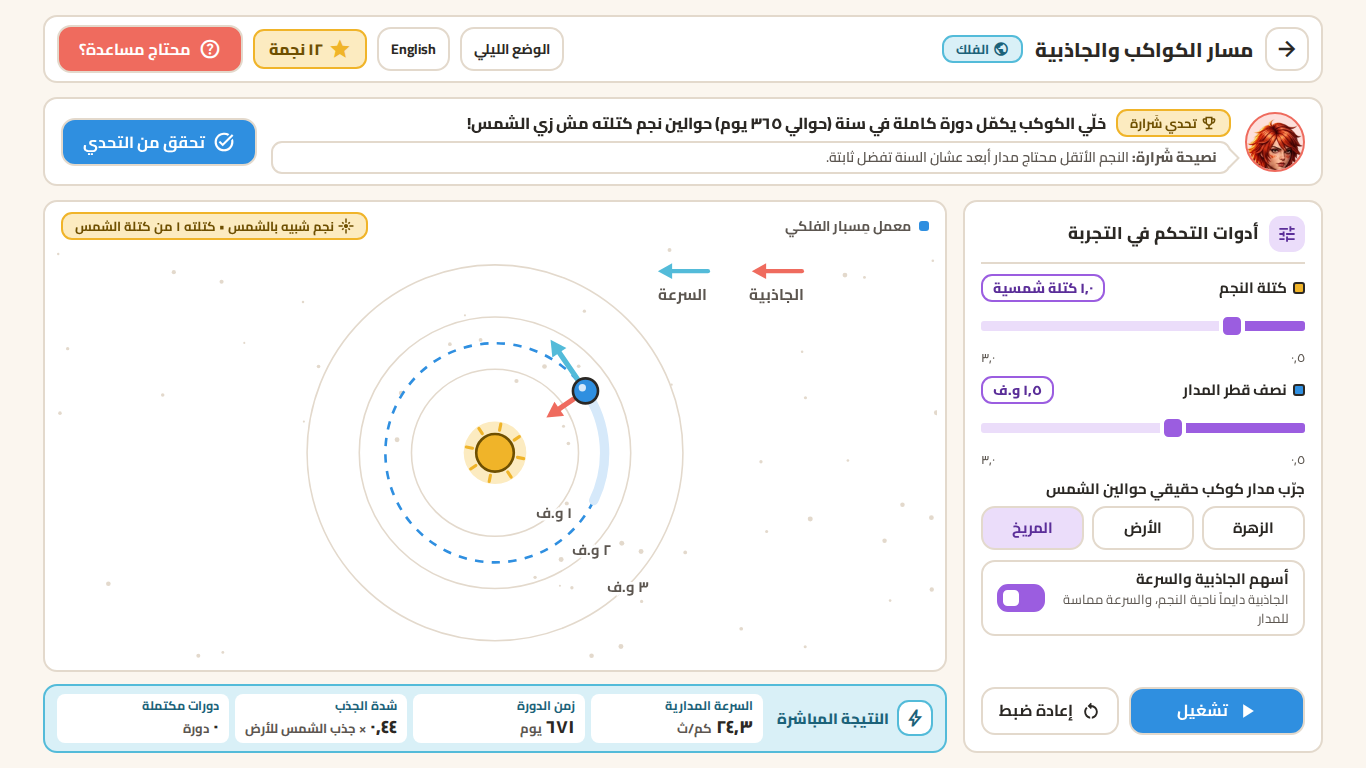 مسار الكواكب والجاذبية
الفلك
الوضع الليلي
English
١٢ نجمة
محتاج مساعدة؟
تحدي شَرارة
خلّي الكوكب يكمّل دورة كاملة في سنة (حوالي ٣٦٥ يوم) حوالين نجم كتلته مش زي الشمس!
نصيحة شَرارة: النجم الأتقل محتاج مدار أبعد عشان السنة تفضل ثابتة.
تحقق من التحدي
أدوات التحكم في التجربة
كتلة النجم
١٫٠ كتلة شمسية
٠٫٥
٣٫٠
نصف قطر المدار
١٫٥ و.ف
٠٫٥
٣٫٠
جرّب مدار كوكب حقيقي حوالين الشمس
الزهرة
الأرض
المريخ
أسهم الجاذبية والسرعة
الجاذبية دايماً ناحية النجم، والسرعة مماسة
للمدار
تشغيل
إعادة ضبط
معمل مِسبار الفلكي
نجم شبيه بالشمس • كتلته ١ من كتلة الشمس
الجاذبية
السرعة
١ و.ف
٢ و.ف
٣ و.ف
النتيجة المباشرة
السرعة المدارية
٢٤٫٣ كم/ث
زمن الدورة
٦٧١ يوم
شدة الجذب
٠٫٤٤ × جذب الشمس للأرض
دورات مكتملة
٠ دورة